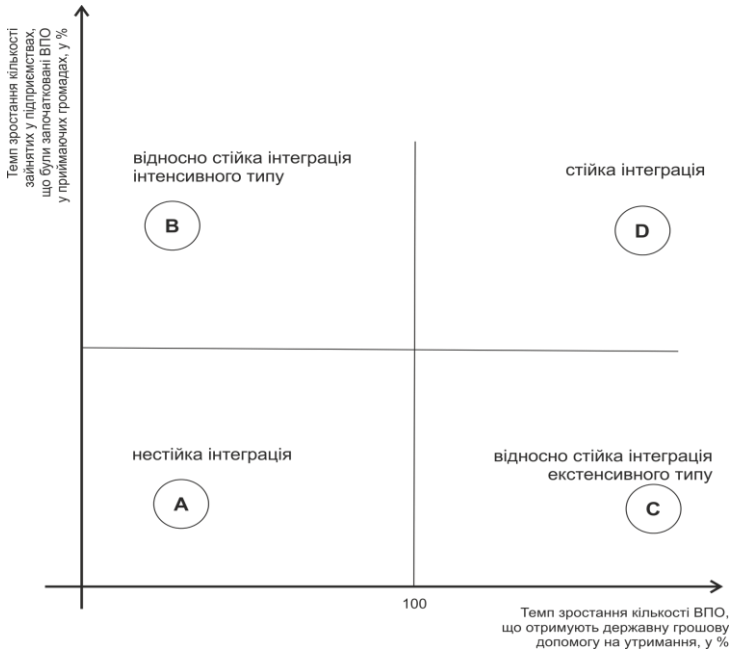 Темп зростання кількості
зайнятих у підприємствах,
що були започатковані ВПО
у приймаючих громадах, у %
відносно стійка інтеграція
інтенсивного типу
B
стійка інтеграція
D
нестійка інтеграція
A
відносно стійка інтеграція
екстенсивного типу
C
100
Темп зростання кількості ВПО,
що отримують державну грошову
допомогу на утримання, у %